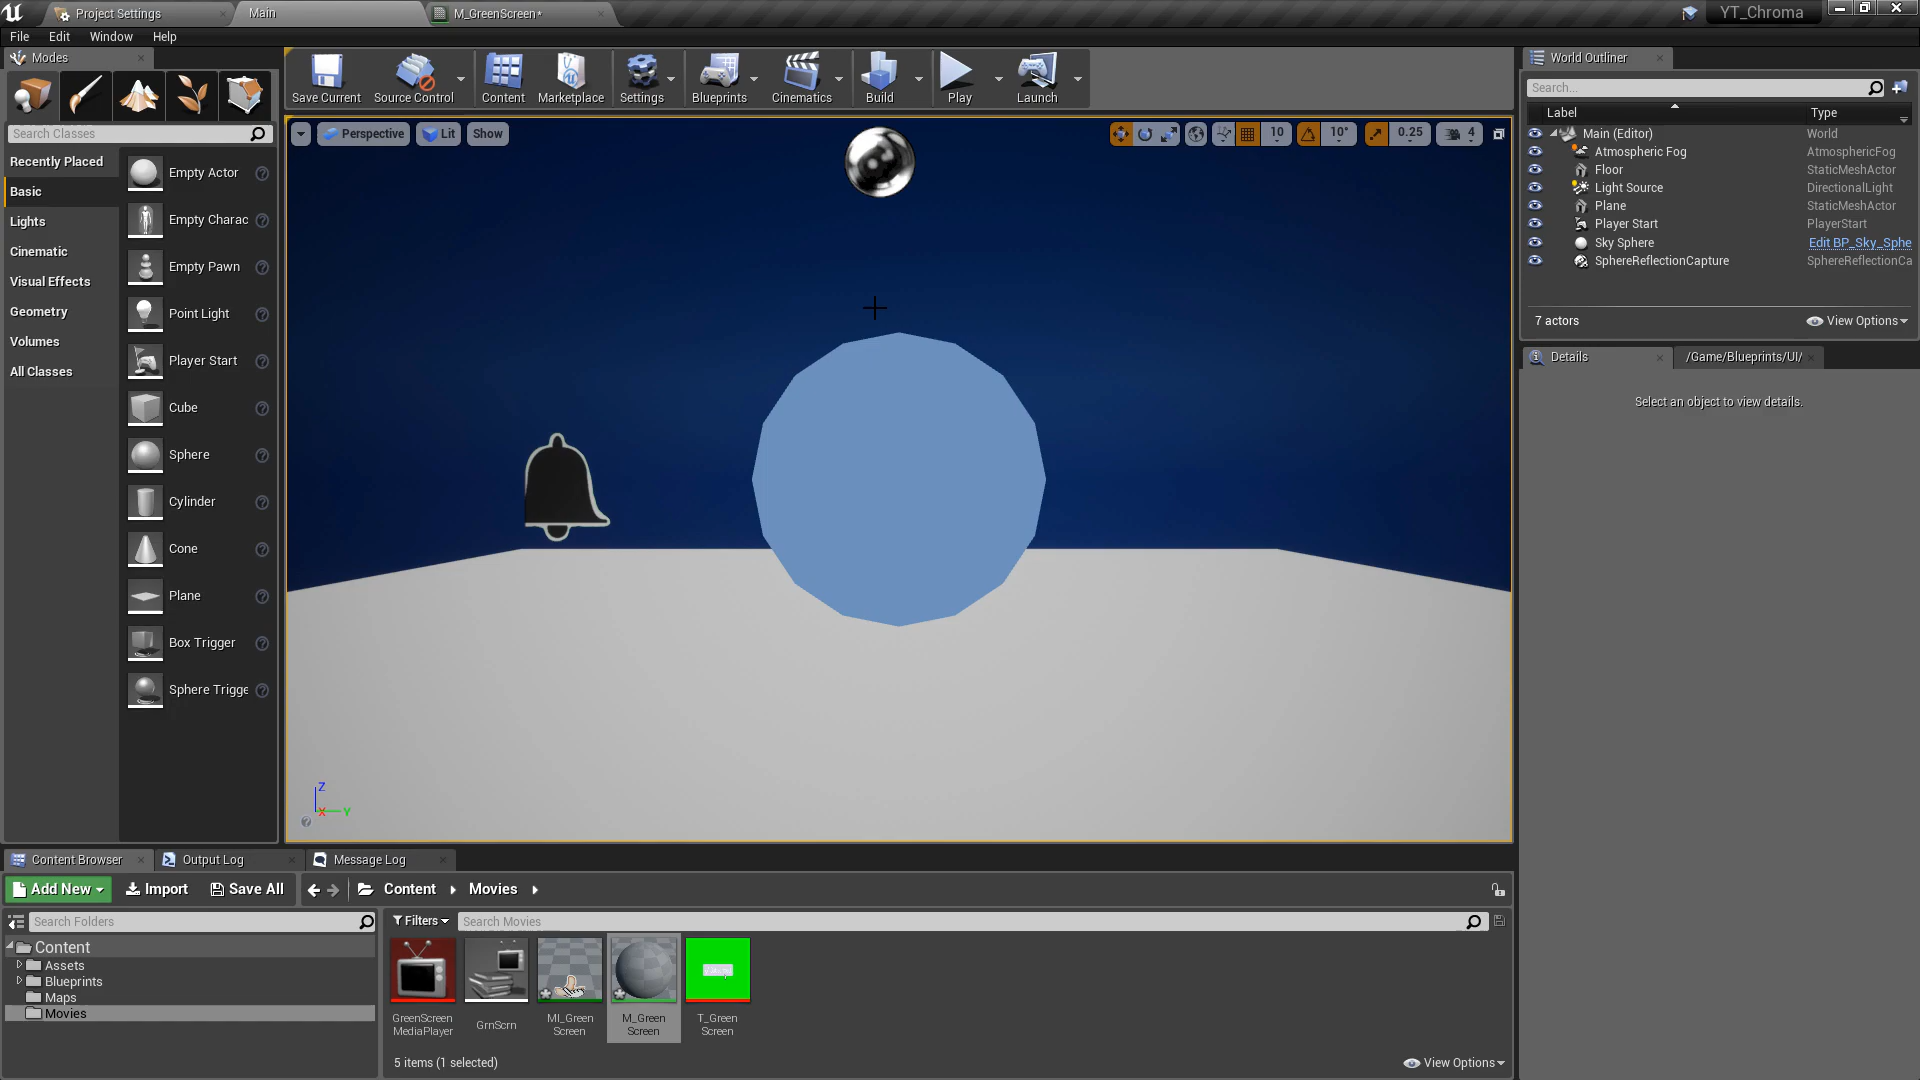 Project Settings
Main
M_GreenScreen*
YT_Chroma
File Edit Window Help
Modes
Search Classes
Recently Placed
Basic
Lights
Cinematic
Visual Effects
Geometry
Volumes
All Classes
Empty Actor
Empty Charac
Empty Pawn
Point Light
Player Start
Cube
Sphere
Cylinder
Cone
Plane
Box Trigger
Sphere Trigge
Save Current
Source Control
Content
Marketplace
Settings
Blueprints
Cinematics
Build
Play
Launch
Perspective
Lit
Show
10
10°
0.25
4
Z
X
Y
World Outliner
Search...
Label Type
Main (Editor) World
Atmospheric Fog AtmosphericFog
Floor StaticMeshActor
Light Source DirectionalLight
Plane StaticMeshActor
Player Start PlayerStart
Sky Sphere Edit BP_Sky_Sphe
SphereReflectionCapture SphereReflectionCa
7 actors
View Options
Details
/Game/Blueprints/UI/
Select an object to view details.
Content Browser
Output Log
Message Log
Add New
Import
Save All
Content
Movies
Search Folders
Content
Assets
Blueprints
Maps
Movies
Filters
Search Movies
GreenScreen
MediaPlayer
GrnScrn
MI_Green
Screen
M_Green
Screen
T_Green
Screen
5 items (1 selected)
View Options